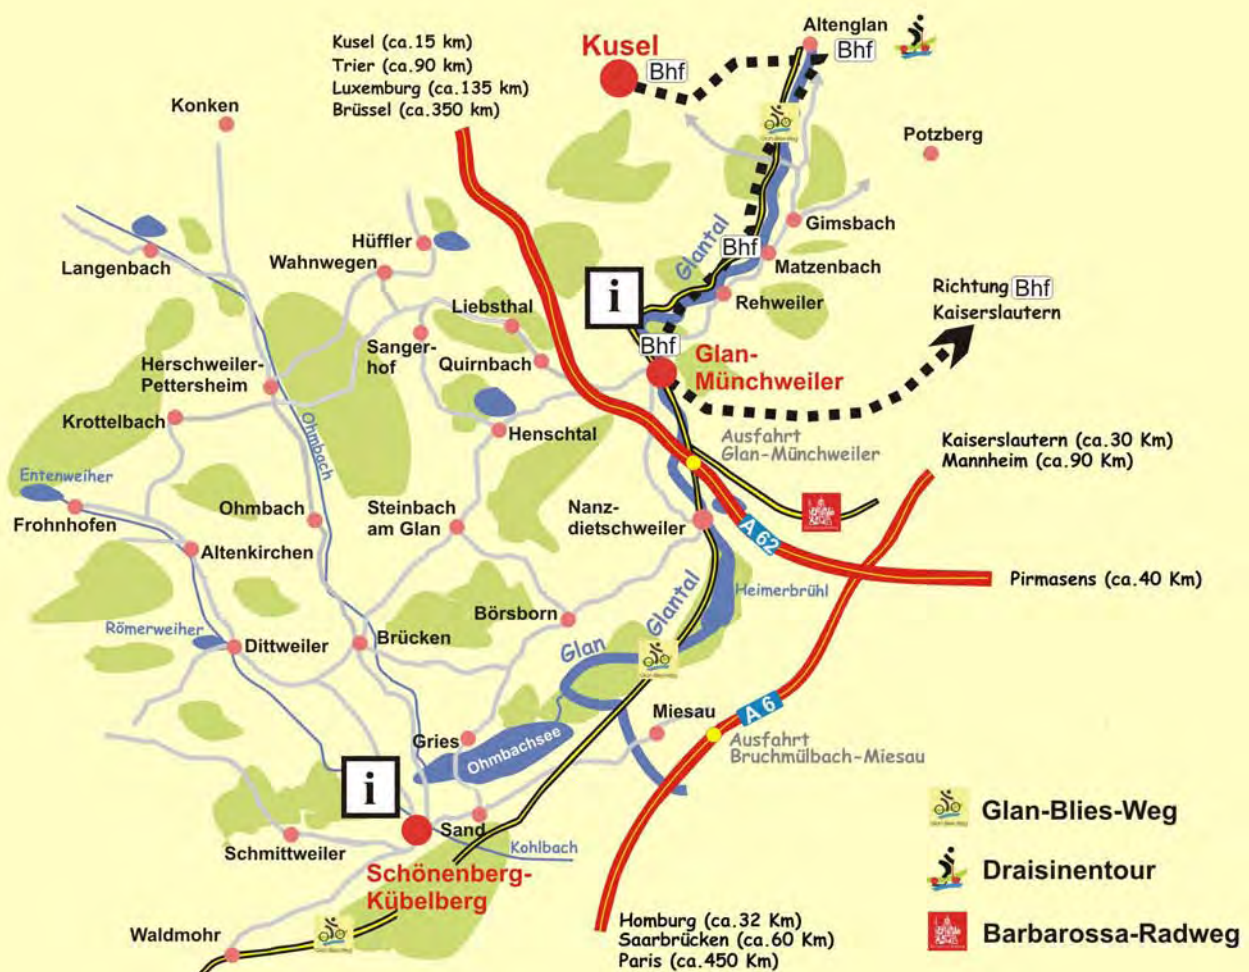 Altenglan
Bhf
Kusel
Bhf
Kusel (ca.15 km)
Trier (ca.90 km)
Luxemburg (ca.135 km)
Brüssel (ca.350 km)
Konken
Potzberg
Gimsbach
Glantal
Hüffler
Wahnwegen
Langenbach
Bhf
Matzenbach
Rehweiler
i
Richtung Bhf
Kaiserslautern
Liebsthal
Sanger-
hof
Quirnbach
Bhf
Glan-
Münchweiler
Herschweiler-
Pettersheim
Krottelbach
Ohmbach
Henschtal
Ausfahrt
Glan-Münchweiler
Kaiserslautern (ca.30 Km)
Mannheim (ca.90 Km)
Entenweiher
Frohnhofen
Ohmbach
Steinbach
am Glan
Nanz-
dietschweiler
A 62
Altenkirchen
Pirmasens (ca.40 Km)
Heimerbrühl
Börsborn
Glantal
Glan
Römerweiher
Dittweiler
Brücken
Miesau
A 6
Gries
Ohmbachsee
Ausfahrt
Bruchmülbach-Miesau
i
Sand
Schmittweiler
Kohlbach
Schönenberg-
Kübelberg
Waldmohr
Homburg (ca.32 Km)
Saarbrücken (ca.60 Km)
Paris (ca.450 km)
Glan-Blies-Weg
Draisinentour
Barbarossa-Radweg